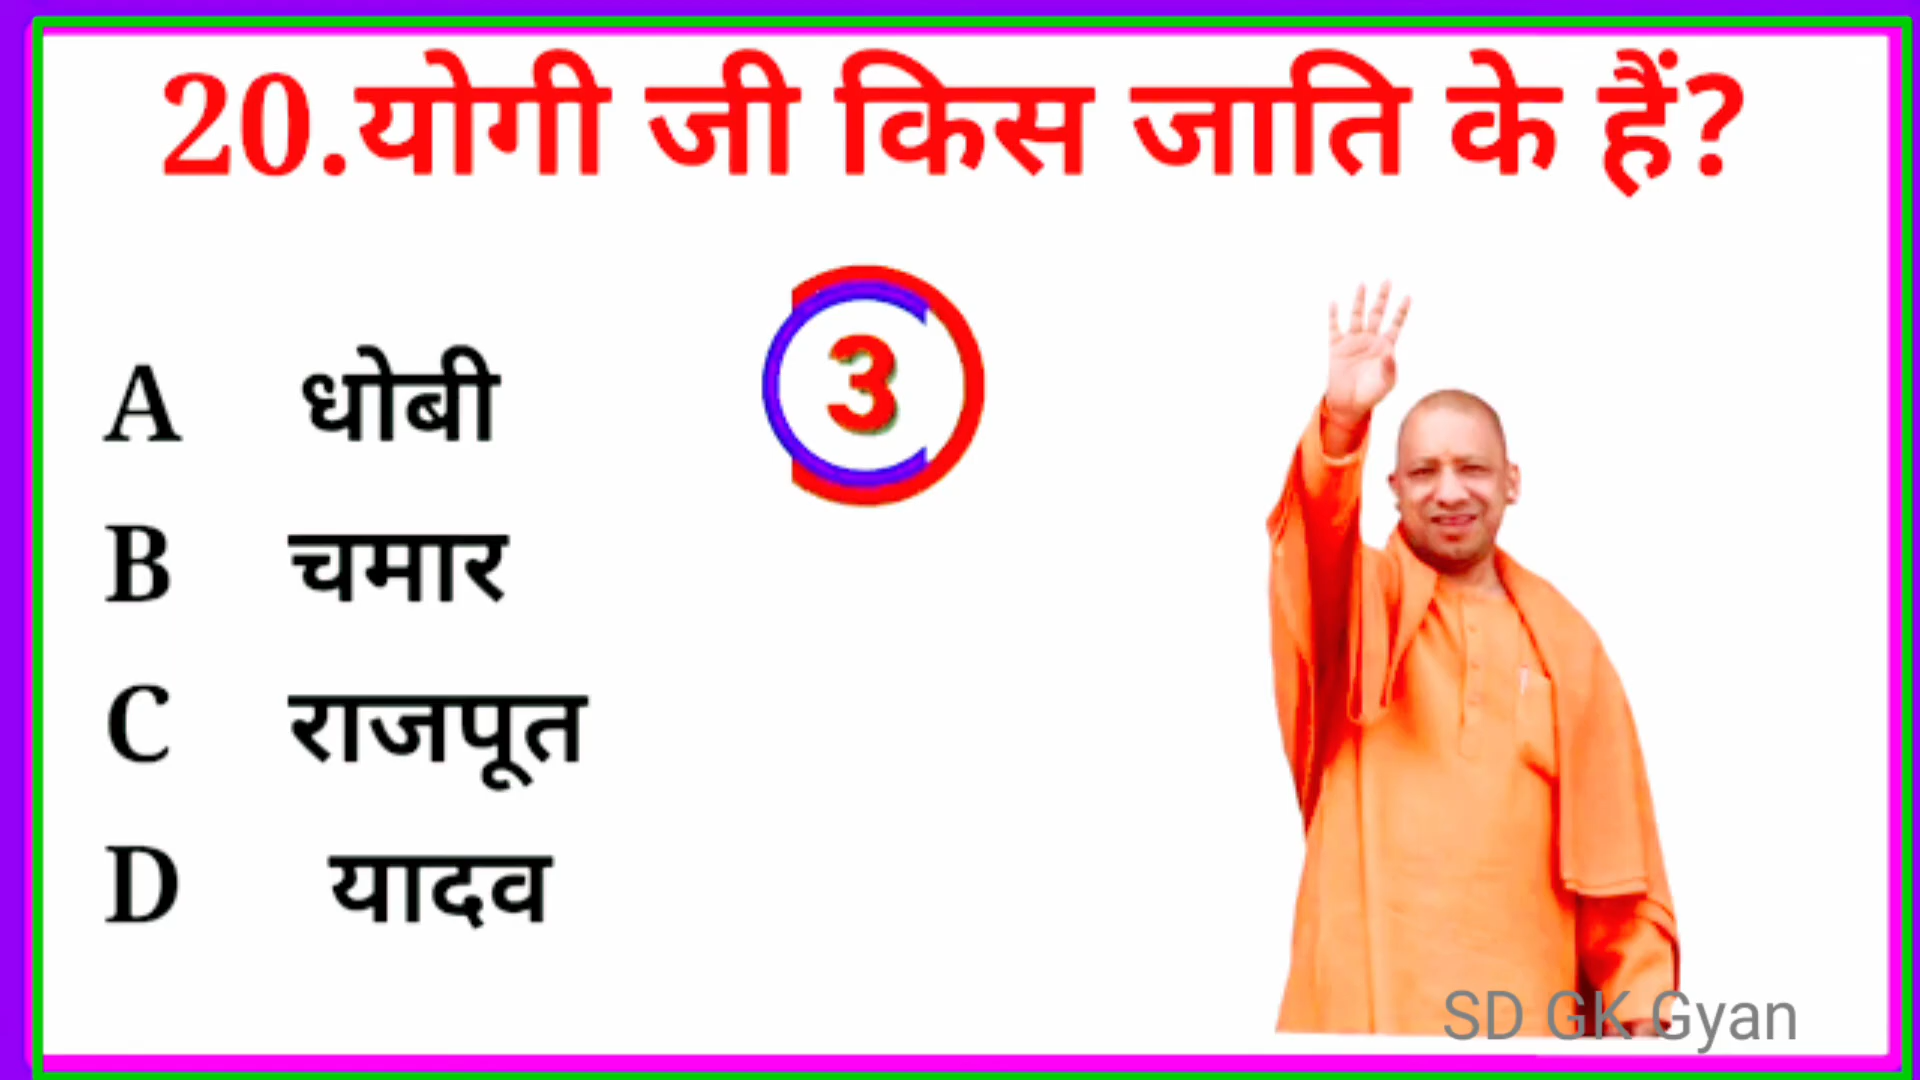 20.योगी जी किस जाति के हैं?
3
A धोबी
B चमार
C राजपूत
D यादव
SD GK Gyan